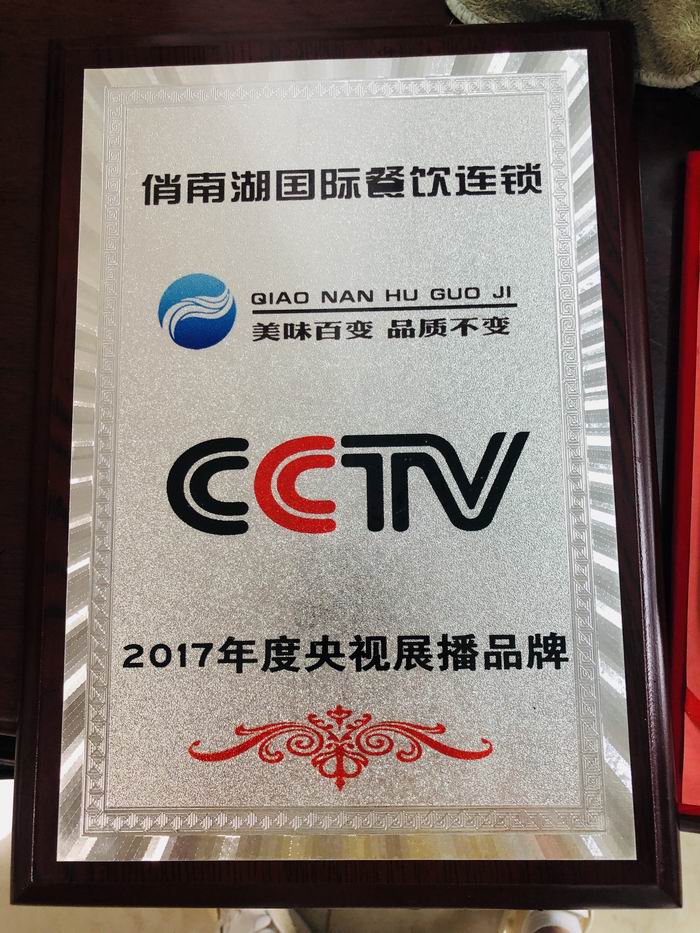 俏南湖国际餐饮连锁
QIAO NAN HU GUO JI
美味百变 品质不变
CCTV
2017年度央视展播品牌